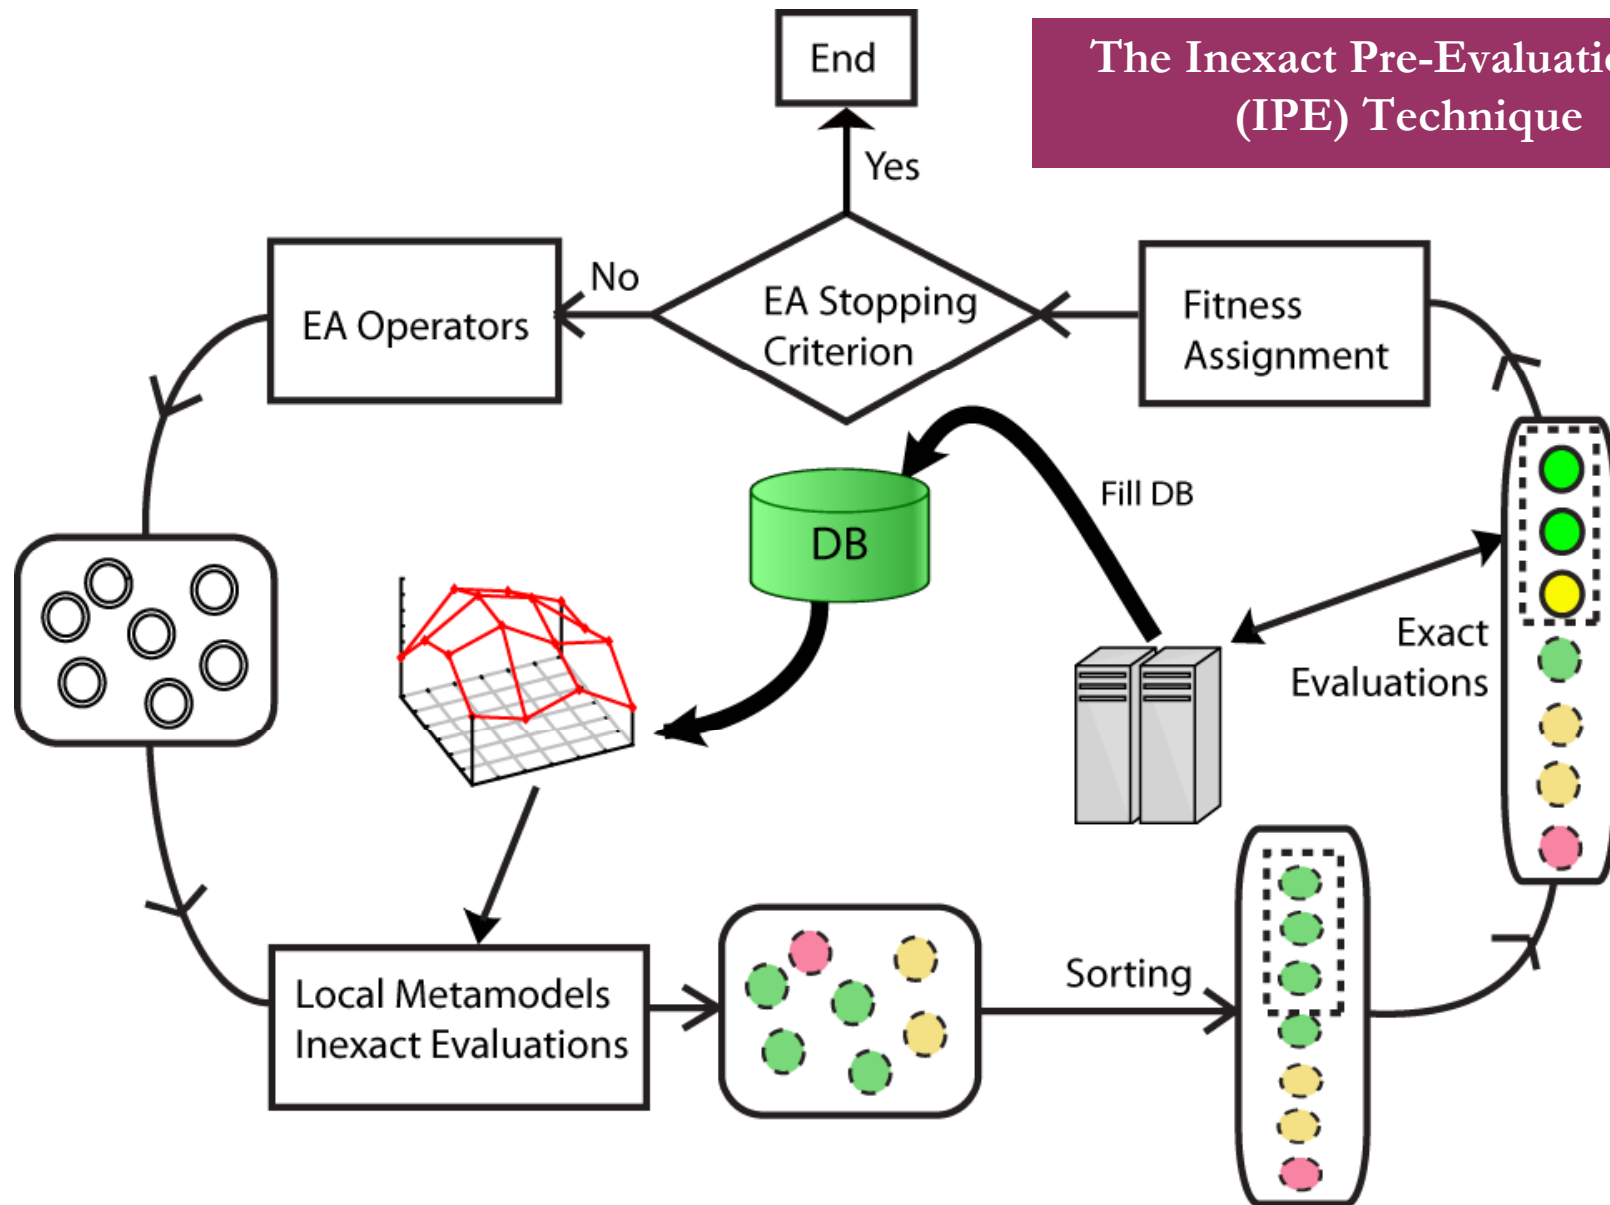 The Inexact Pre-Evaluati
(IPE) Technique
End
Yes
No
EA Operators
EA Stopping
Criterion
Fitness
Assignment
DB
Fill DB
Exact
Evaluations
Local Metamodels
Inexact Evaluations
Sorting